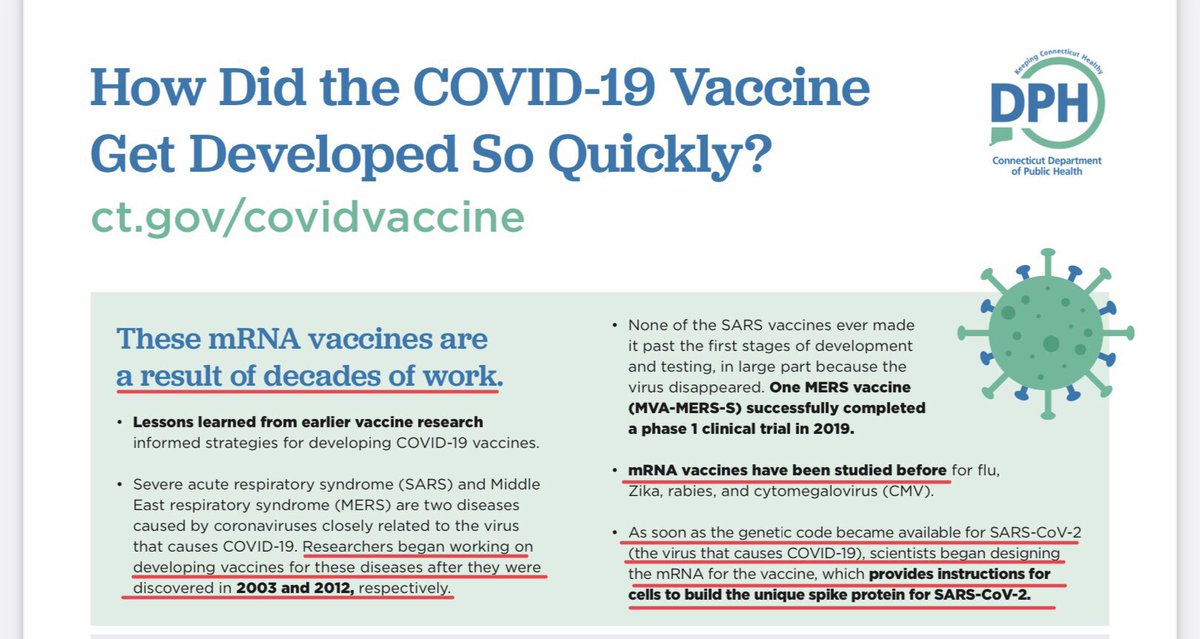 How Did the COVID-19 Vaccine
Get Developed So Quickly?
ct.gov/covidvaccine
Keeping Connecticut Healthy
DPH
Connecticut Department
of Public Health
These mRNA vaccines are
a result of decades of work.
• Lessons learned from earlier vaccine research
informed strategies for developing COVID-19 vaccines.
• Severe acute respiratory syndrome (SARS) and Middle
East respiratory syndrome (MERS) are two diseases
caused by coronaviruses closely related to the virus
that causes COVID-19. Researchers began working on
developing vaccines for these diseases after they were
discovered in 2003 and 2012, respectively.
• None of the SARS vaccines ever made
it past the first stages of development
and testing, in large part because the
virus disappeared. One MERS vaccine
(MVA-MERS-S) successfully completed
a phase 1 clinical trial in 2019.
• mRNA vaccines have been studied before for flu,
Zika, rabies, and cytomegalovirus (CMV).
• As soon as the genetic code became available for SARS-CoV-2
(the virus that causes COVID-19), scientists began designing
the mRNA for the vaccine, which provides instructions for
cells to build the unique spike protein for SARS-CoV-2.